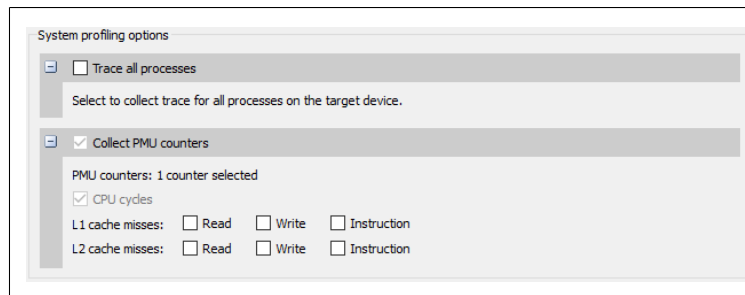 System profiling options
Trace all processes
Select to collect trace for all processes on the target device.
Collect PMU counters
PMU counters: 1 counter selected
CPU cycles
L1 cache misses: Read Write Instruction
L2 cache misses: Read Write Instruction